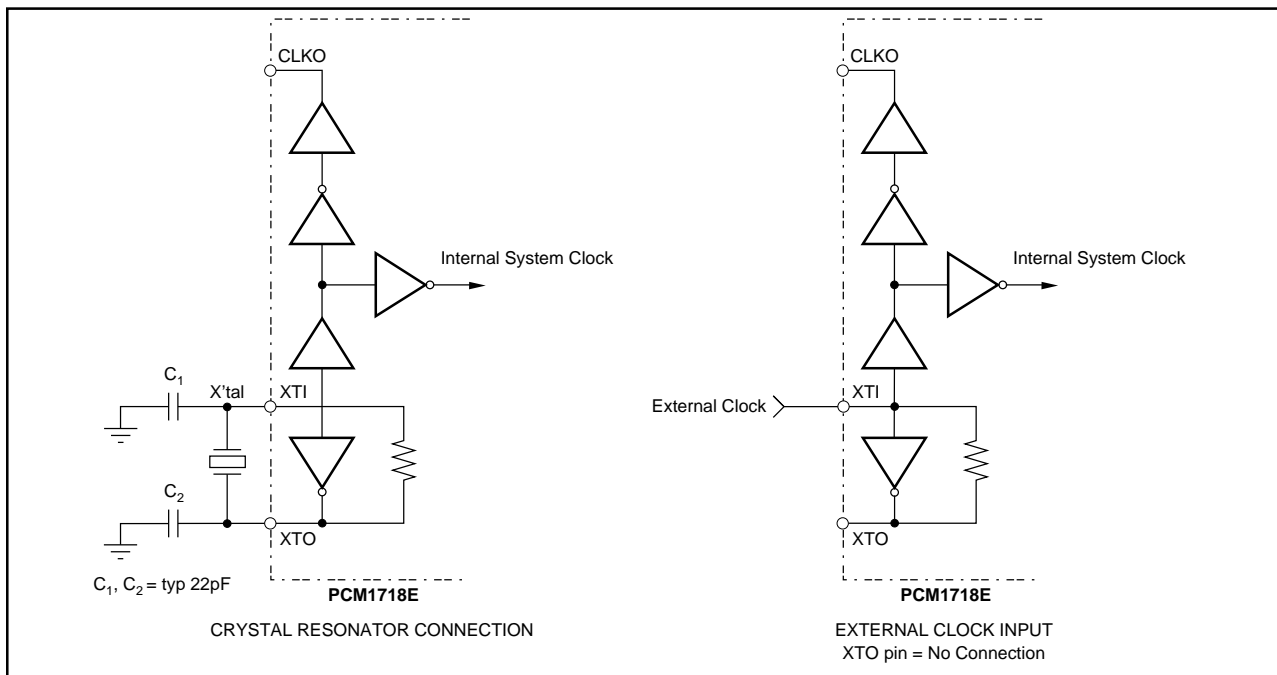 CLKO
Internal System Clock
C₁
X'tal
XTI
C₂
XTO
C₁, C₂ = typ 22pF
PCM1718E
CRYSTAL RESONATOR CONNECTION
CLKO
Internal System Clock
XTI
External Clock
XTO
PCM1718E
EXTERNAL CLOCK INPUT
XTO pin = No Connection